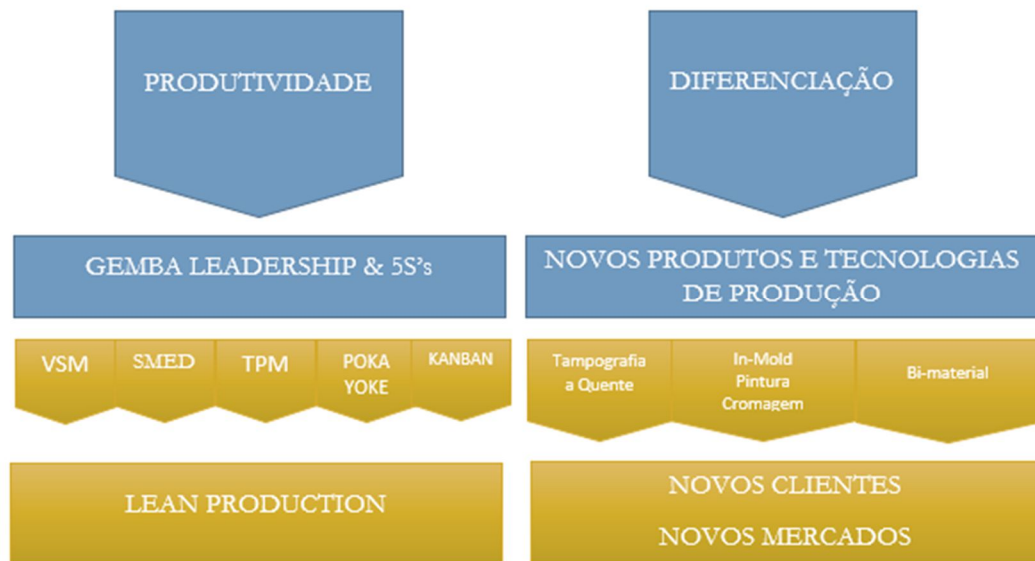 PRODUTIVIDADE
GEMBA LEADERSHIP & 5S's
VSM
SMED
TPM
POKA
YOKE
KANBAN
LEAN PRODUCTION
DIFERENCIAÇÃO
NOVOS PRODUTOS E TECNOLOGIAS
DE PRODUÇÃO
Tampografia
a Quente
In-Mold
Pintura
Cromagem
Bi-material
NOVOS CLIENTES
NOVOS MERCADOS